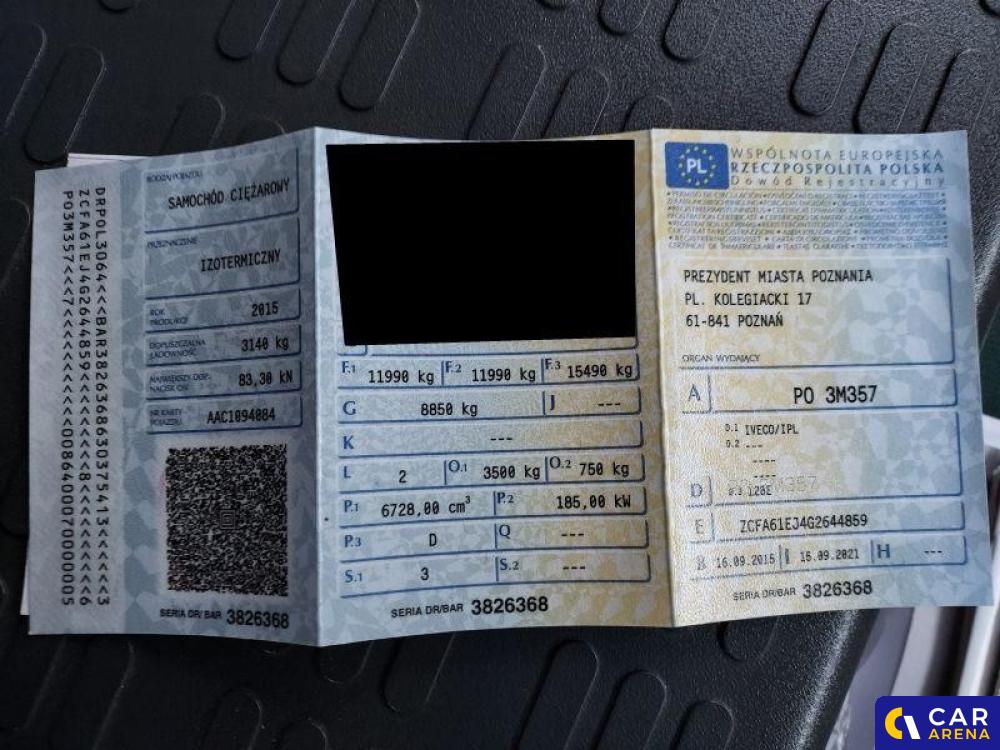 DRPOL3064<<BAR3826368630375413<<<<<<3
ZCFA61EJ4G2644859<<<<<<<<<<<<8<<<<<<6
PO3M357<<7<<<<<<<<<<<<<<0086400070000005
RODZAJ POJAZDU
SAMOCHÓD CIĘŻAROWY
PRZEZNACZENIE
IZOTERMICZNY
ROK PRODUKCJI 2015
DOPUSZCZALNA ŁADOWNOŚĆ 3140 kg
NAJWIĘKSZY DOP. NACISK OSI 83,30 kN
NR KARTY POJAZDU AAC1094084
SERIA DR/BAR 3826368
F.1 11990 kg F.2 11990 kg F.3 15490 kg
G 8850 kg J ---
K ---
L 2 O.1 3500 kg O.2 750 kg
P.1 6728,00 cm³ P.2 185,00 kW
P.3 D Q ---
S.1 3 S.2 ---
SERIA DR/BAR 3826368
PL
WSPÓLNOTA EUROPEJSKA
RZECZPOSPOLITA POLSKA
Dowód Rejestracyjny
PREZYDENT MIASTA POZNANIA
PL. KOLEGIACKI 17
61-841 POZNAŃ
ORGAN WYDAJĄCY
A PO 3M357
D.1 IVECO/IPL
D.2 ---
----
----
D D.3 120E
E ZCFA61EJ4G2644859
B 16.09.2015 I 16.09.2021 H ---
SERIA DR/BAR 3826368
CAR
ARENA